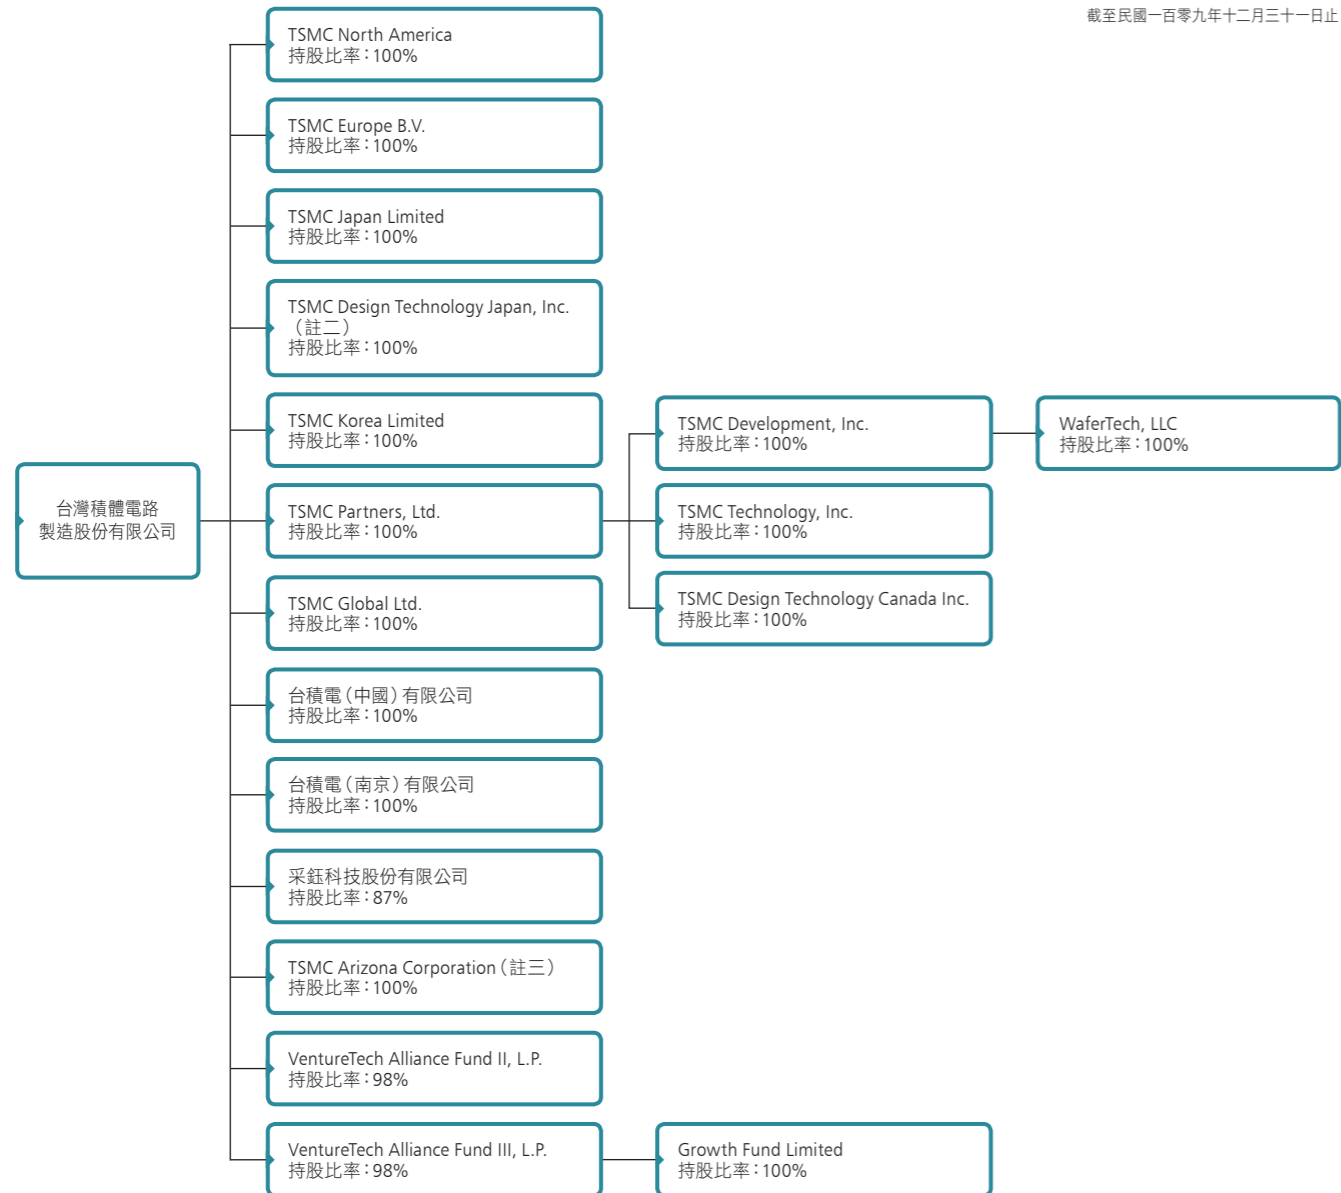 截至民國一百零九年十二月三十一日止
TSMC North America
持股比率：100%
TSMC Europe B.V.
持股比率：100%
TSMC Japan Limited
持股比率：100%
TSMC Design Technology Japan, Inc.
（註二）
持股比率：100%
TSMC Korea Limited
持股比率：100%
TSMC Development, Inc.
持股比率：100%
WaferTech, LLC
持股比率：100%
台灣積體電路
製造股份有限公司
TSMC Partners, Ltd.
持股比率：100%
TSMC Technology, Inc.
持股比率：100%
TSMC Global Ltd.
持股比率：100%
TSMC Design Technology Canada Inc.
持股比率：100%
台積電（中國）有限公司
持股比率：100%
台積電（南京）有限公司
持股比率：100%
采鈺科技股份有限公司
持股比率：87%
TSMC Arizona Corporation（註三）
持股比率：100%
VentureTech Alliance Fund II, L.P.
持股比率：98%
VentureTech Alliance Fund III, L.P.
持股比率：98%
Growth Fund Limited
持股比率：100%